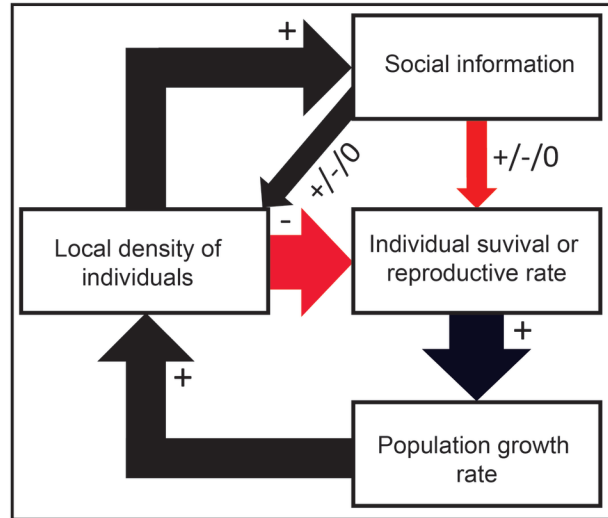 +
Social information
+/-/0
+/-/0
-
Local density of
individuals
Individual suvival or
reproductive rate
+
+
Population growth
rate